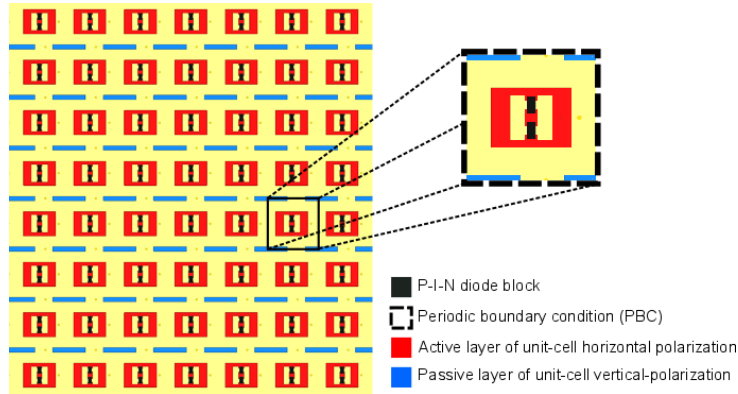 P-I-N diode block
Periodic boundary condition (PBC)
Active layer of unit-cell horizontal polarization
Passive layer of unit-cell vertical-polarization